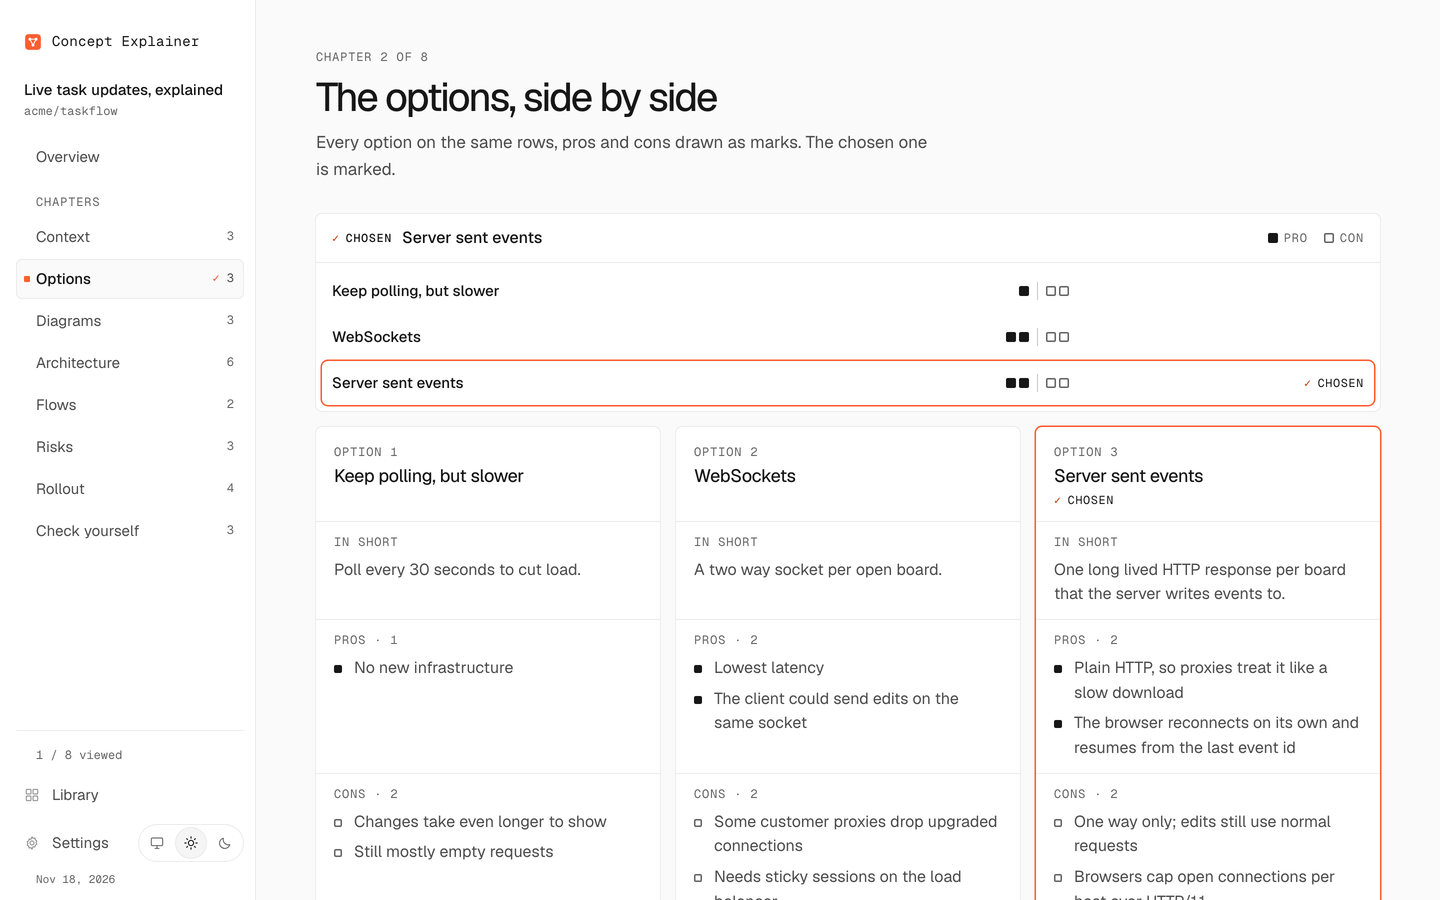 Concept Explainer
Live task updates, explained
acme/taskflow
Overview
CHAPTERS
Context 3
Options ✓ 3
Diagrams 3
Architecture 6
Flows 2
Risks 3
Rollout 4
Check yourself 3
1 / 8 viewed
Library
Settings
Nov 18, 2026
CHAPTER 2 OF 8
The options, side by side
Every option on the same rows, pros and cons drawn as marks. The chosen one
is marked.
✓ CHOSEN Server sent events PRO CON
Keep polling, but slower
WebSockets
Server sent events ✓ CHOSEN
OPTION 1
Keep polling, but slower
IN SHORT
Poll every 30 seconds to cut load.
PROS · 1
No new infrastructure
CONS · 2
Changes take even longer to show
Still mostly empty requests
OPTION 2
WebSockets
IN SHORT
A two way socket per open board.
PROS · 2
Lowest latency
The client could send edits on the
same socket
CONS · 2
Some customer proxies drop upgraded
connections
Needs sticky sessions on the load
balancer
OPTION 3
Server sent events
✓ CHOSEN
IN SHORT
One long lived HTTP response per board
that the server writes events to.
PROS · 2
Plain HTTP, so proxies treat it like a
slow download
The browser reconnects on its own and
resumes from the last event id
CONS · 2
One way only; edits still use normal
requests
Browsers cap open connections per
host over HTTP/1.1